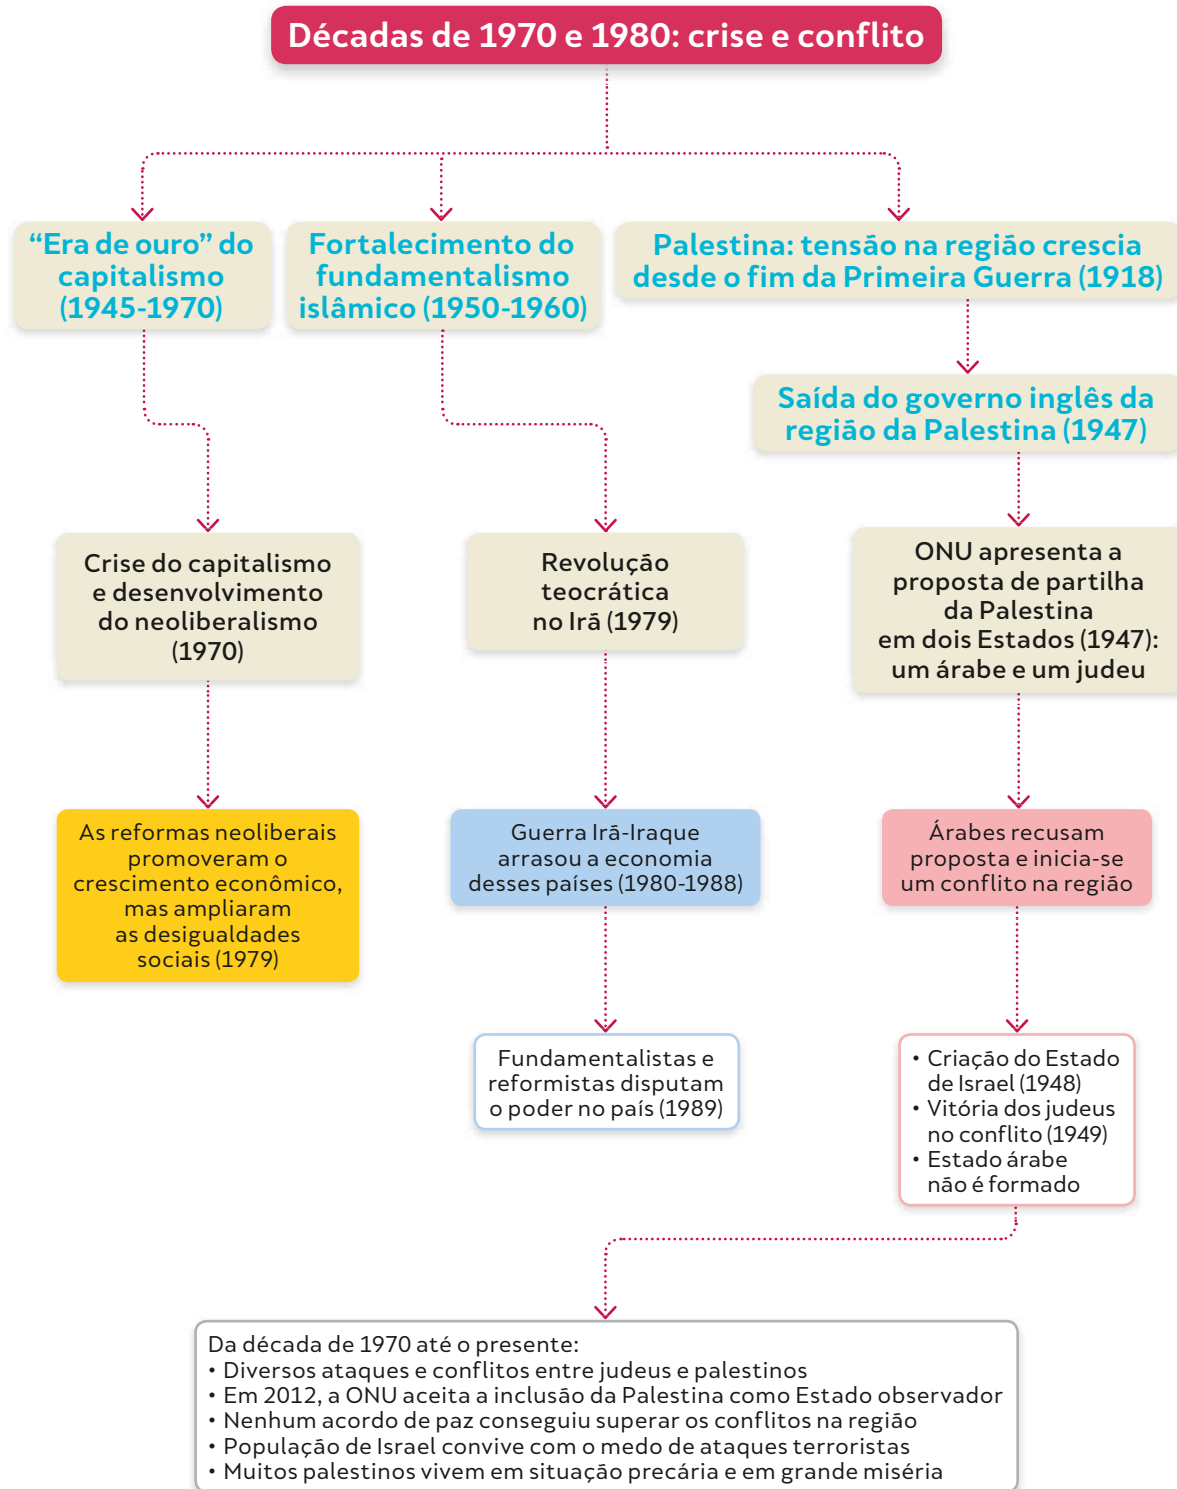 Décadas de 1970 e 1980: crise e conflito
“Era de ouro” do
capitalismo
(1945-1970)
Fortalecimento do
fundamentalismo
islâmico (1950-1960)
Palestina: tensão na região crescia
desde o fim da Primeira Guerra (1918)
Saída do governo inglês da
região da Palestina (1947)
Crise do capitalismo
e desenvolvimento
do neoliberalismo
(1970)
Revolução
teocrática
no Irã (1979)
ONU apresenta a
proposta de partilha
da Palestina
em dois Estados (1947):
um árabe e um judeu
As reformas neoliberais
promoveram o
crescimento econômico,
mas ampliaram
as desigualdades
sociais (1979)
Guerra Irã-Iraque
arrasou a economia
desses países (1980-1988)
Árabes recusam
proposta e inicia-se
um conflito na região
Fundamentalistas e
reformistas disputam
o poder no país (1989)
• Criação do Estado
de Israel (1948)
• Vitória dos judeus
no conflito (1949)
• Estado árabe
não é formado
Da década de 1970 até o presente:
• Diversos ataques e conflitos entre judeus e palestinos
• Em 2012, a ONU aceita a inclusão da Palestina como Estado observador
• Nenhum acordo de paz conseguiu superar os conflitos na região
• População de Israel convive com o medo de ataques terroristas
• Muitos palestinos vivem em situação precária e em grande miséria